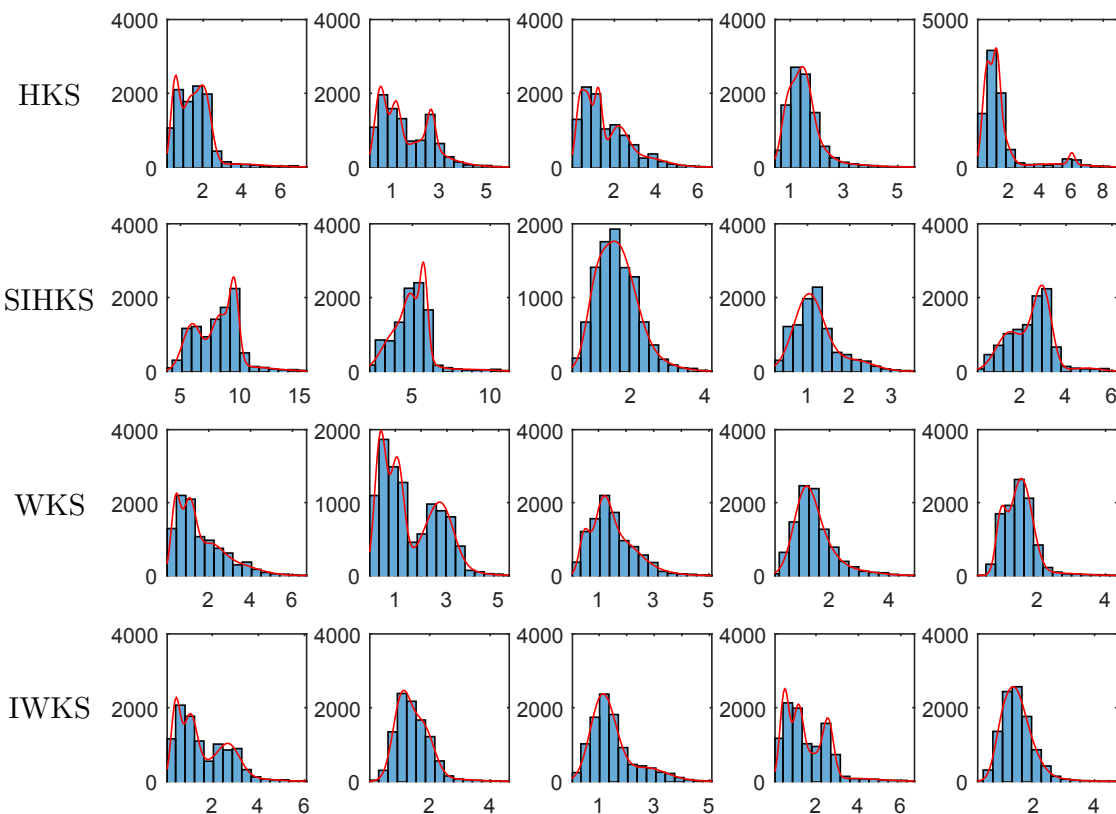 4000 4000 4000 4000 5000
HKS
2000 2000 2000 2000
0 0 0 0 0
2 4 6 1 3 5 2 4 6 1 3 5 2 4 6 8
4000 4000 2000 4000 4000
SIHKS
2000 2000 1000 2000 2000
0 0 0 0 0
5 10 15 5 10 2 4 1 2 3 2 4 6
4000 2000 4000 4000 4000
WKS
2000 1000 2000 2000 2000
0 0 0 0 0
2 4 6 1 3 5 1 3 5 2 4 2 4
4000 4000 4000 4000 4000
IWKS
2000 2000 2000 2000 2000
0 0 0 0 0
2 4 6 2 4 1 3 5 2 4 6 2 4